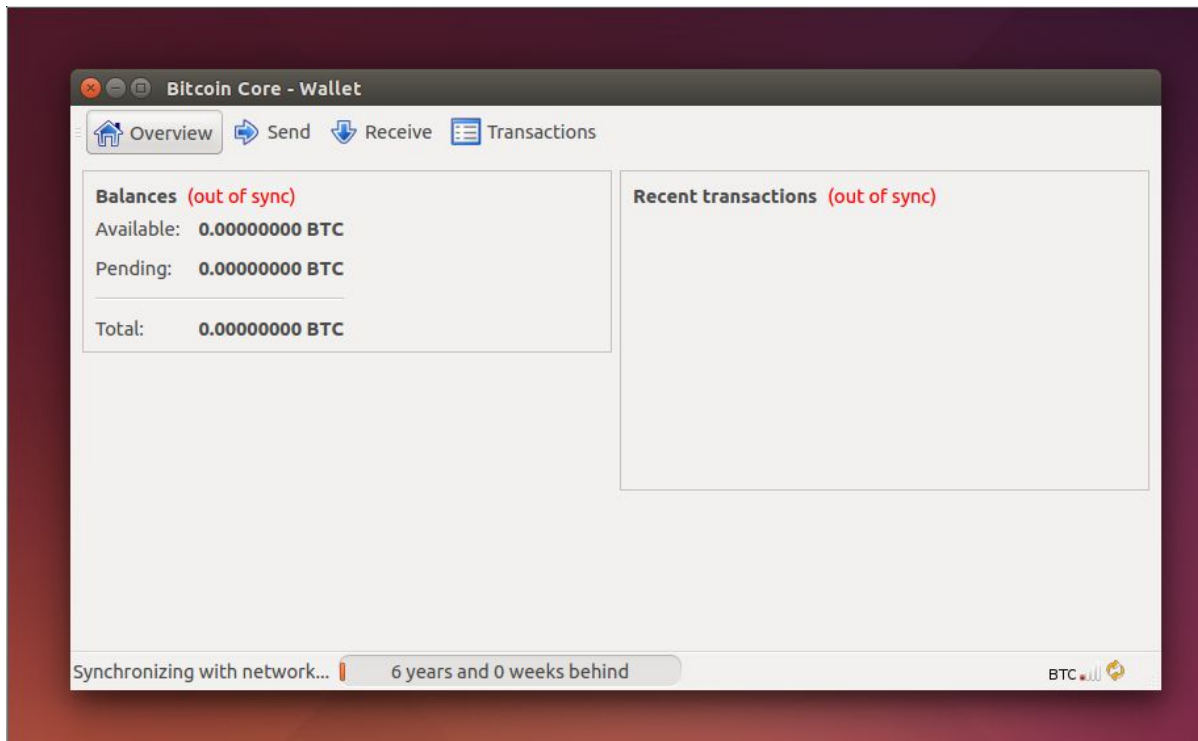 Bitcoin Core - Wallet
Overview Send Receive Transactions
Balances (out of sync)
Available: 0.00000000 BTC
Pending: 0.00000000 BTC
Total: 0.00000000 BTC
Recent transactions (out of sync)
Synchronizing with network... 6 years and 0 weeks behind BTC